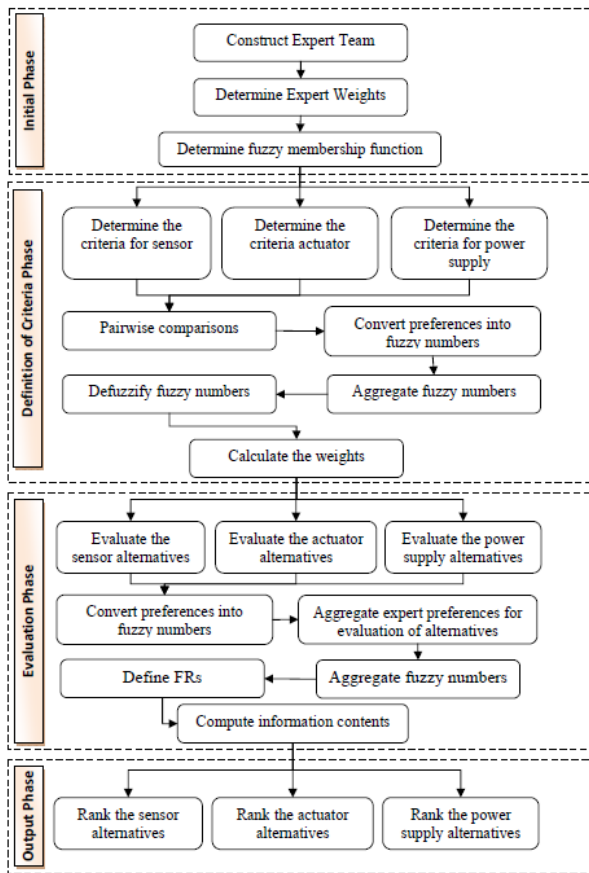 Initial Phase
Construct Expert Team
Determine Expert Weights
Determine fuzzy membership function
Definition of Criteria Phase
Determine the
criteria for sensor
Determine the
criteria actuator
Determine the
criteria for power
supply
Pairwise comparisons
Convert preferences into
fuzzy numbers
Defuzzify fuzzy numbers
Aggregate fuzzy numbers
Calculate the weights
Evaluation Phase
Evaluate the
sensor alternatives
Evaluate the actuator
alternatives
Evaluate the power
supply alternatives
Convert preferences into
fuzzy numbers
Aggregate expert preferences for
evaluation of alternatives
Define FRs
Aggregate fuzzy numbers
Compute information contents
Output Phase
Rank the sensor
alternatives
Rank the actuator
alternatives
Rank the power
supply alternatives